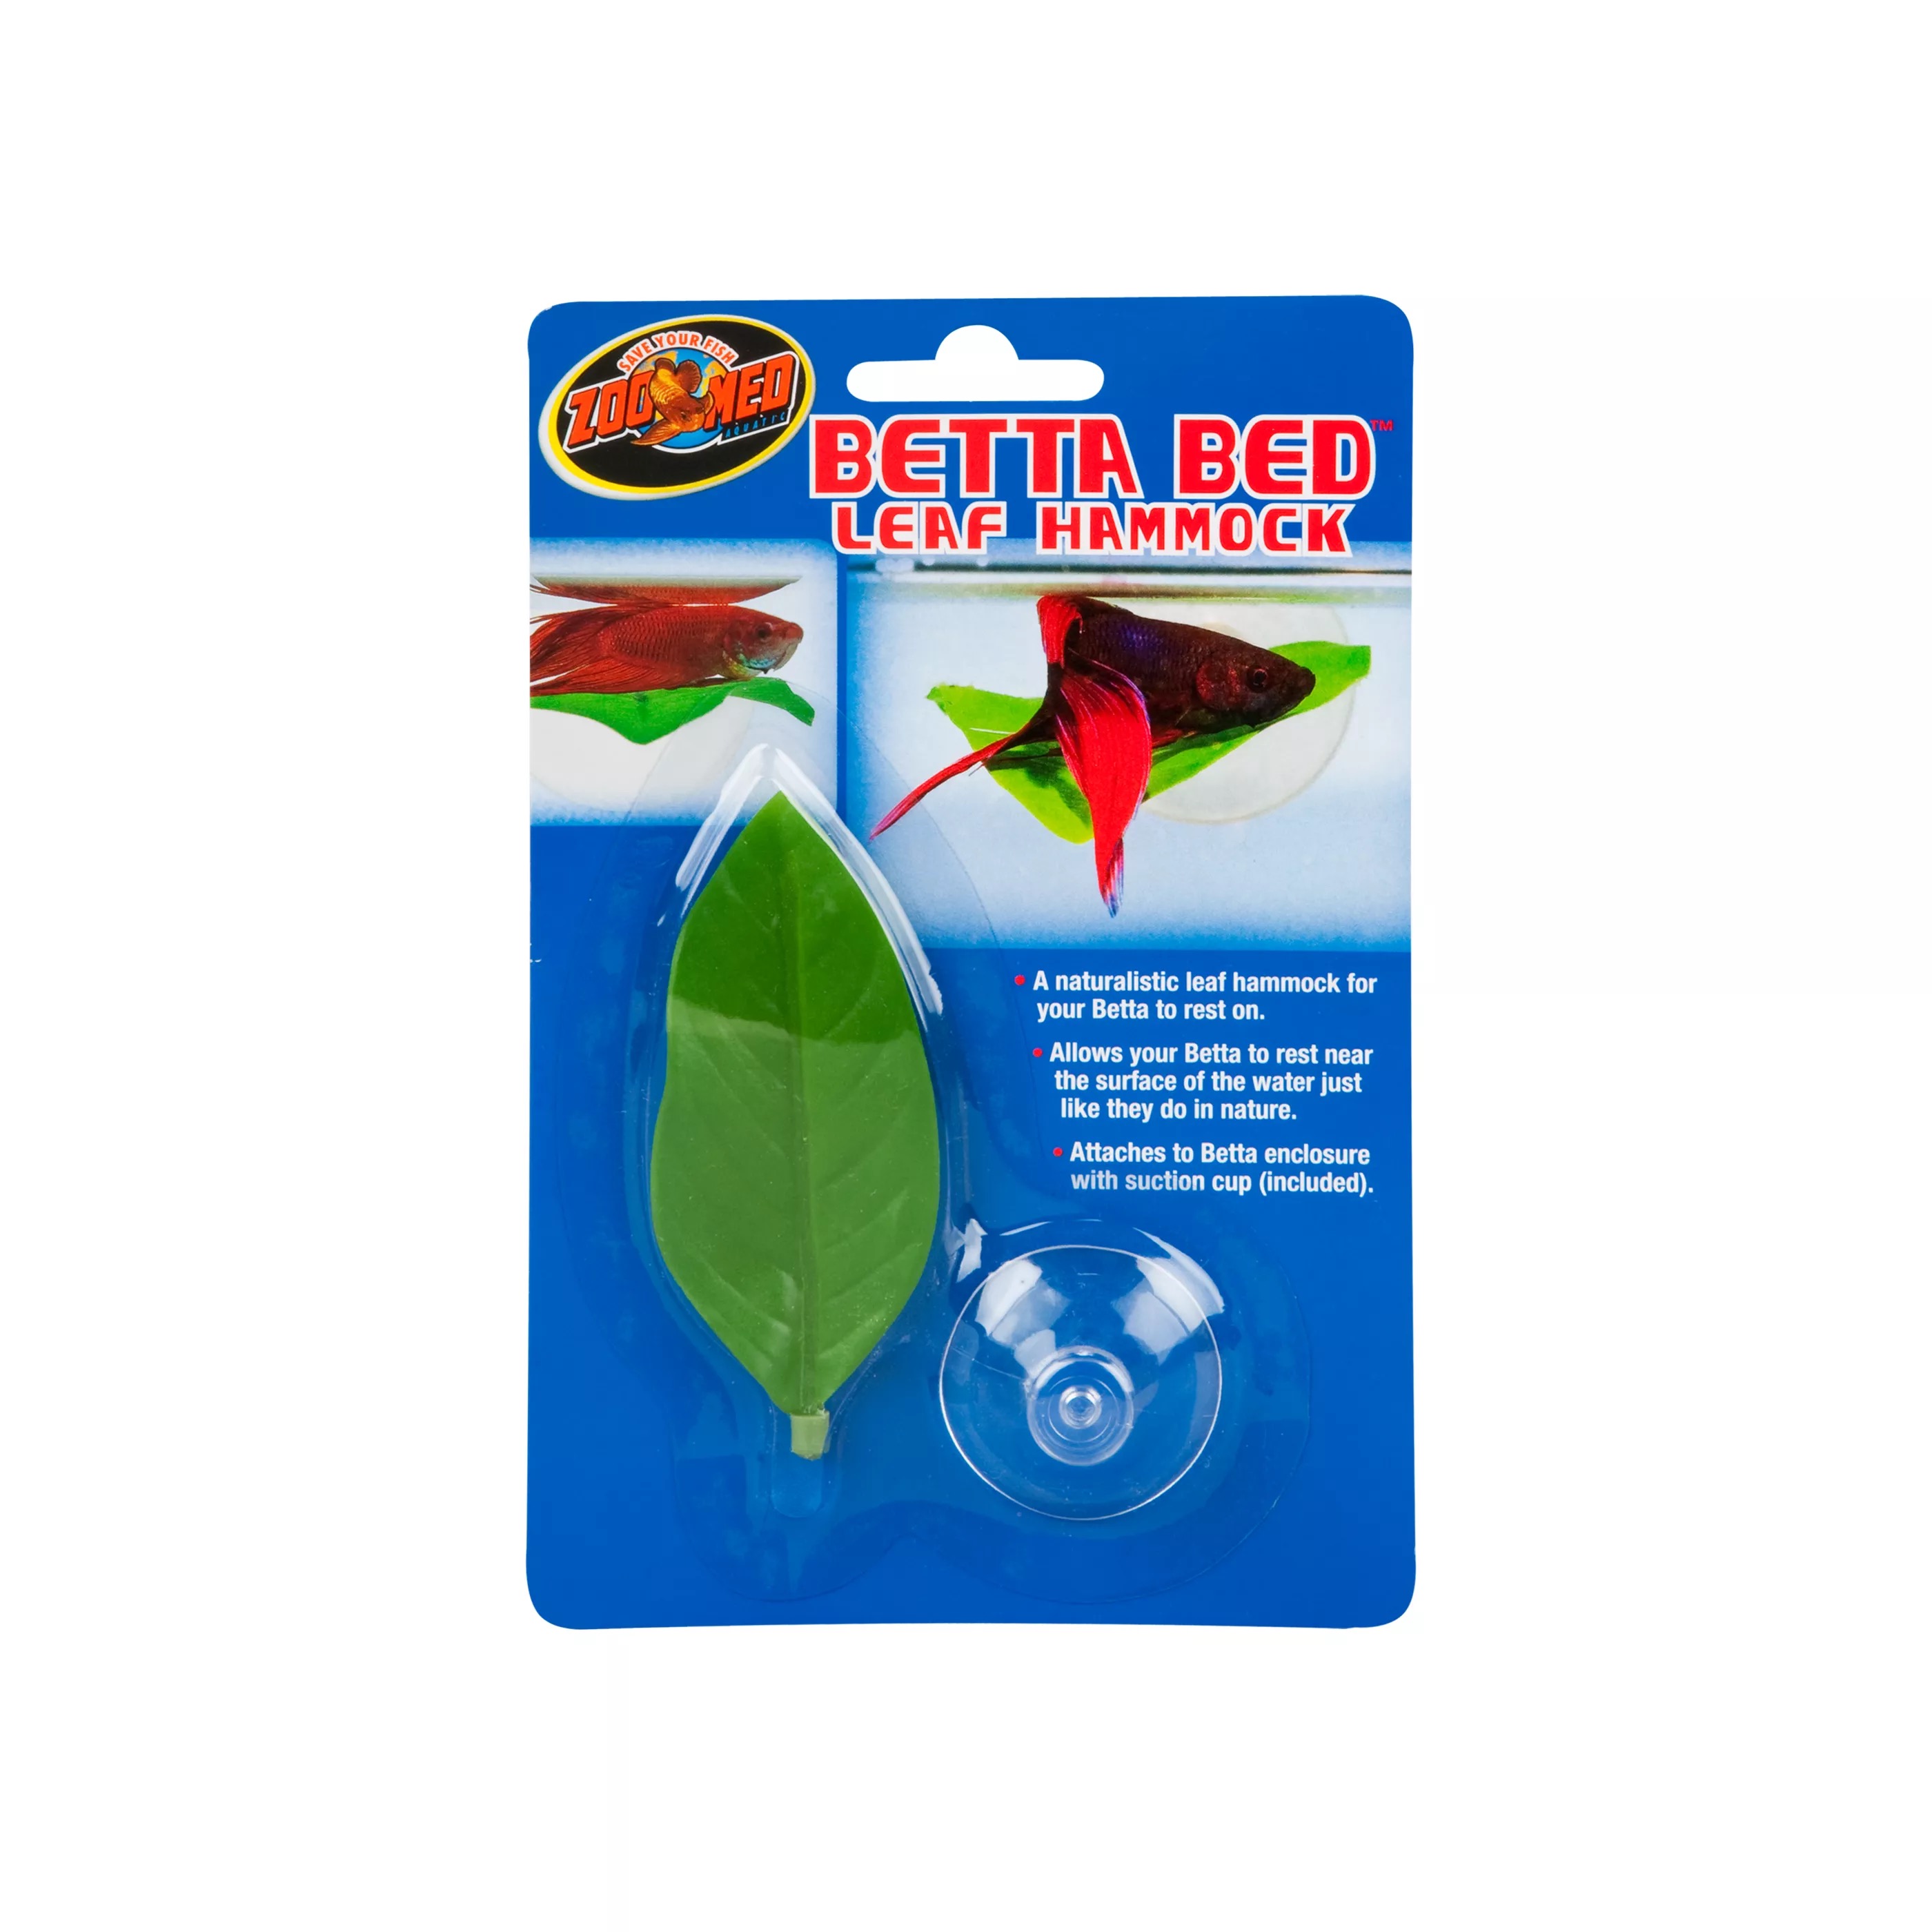 SAVE YOUR FISH
ZOO MED
AQUATIC
BETTA BED™
LEAF HAMMOCK
• A naturalistic leaf hammock for
your Betta to rest on.
• Allows your Betta to rest near
the surface of the water just
like they do in nature.
• Attaches to Betta enclosure
with suction cup (included).